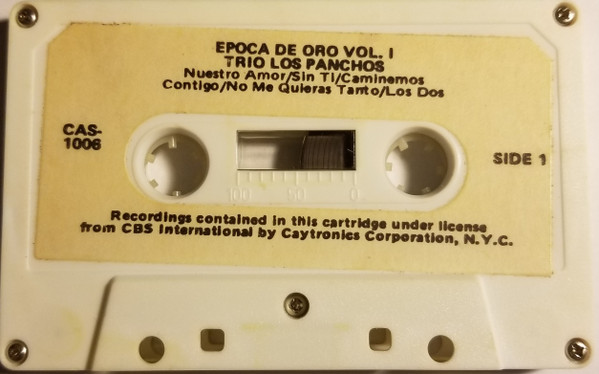 EPOCA DE ORO VOL. I
TRIO LOS PANCHOS
Nuestro Amor/Sin Ti/Caminemos
Contigo/No Me Quieras Tanto/Los Dos
CAS-
1006
SIDE 1
100 50 0
Recordings contained in this cartridge under license
from CBS International by Caytronics Corporation, N.Y.C.